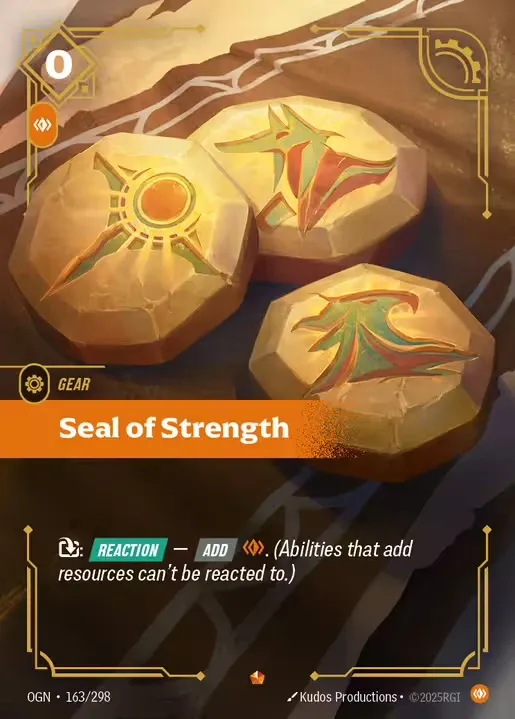 0
GEAR
Seal of Strength
: REACTION — ADD . (Abilities that add
resources can't be reacted to.)
OGN • 163/298
Kudos Productions • ©2025RGI